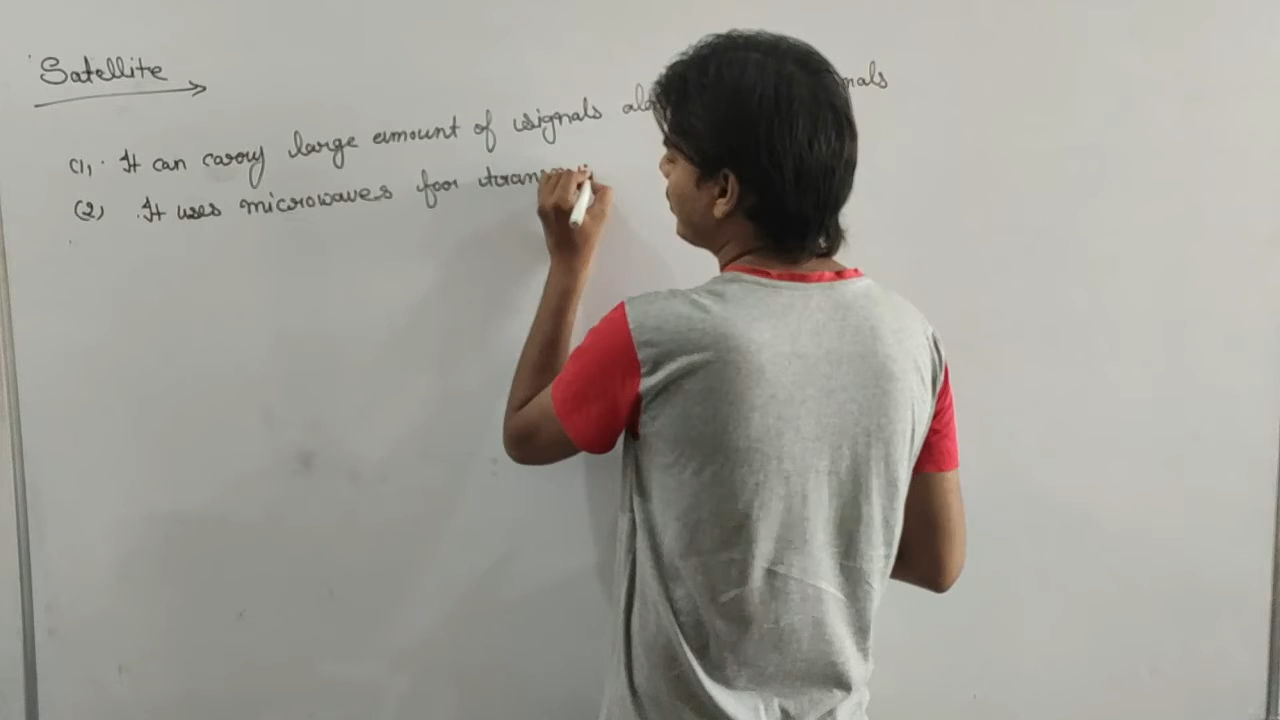 Satellite
(1) It can carry large amount of signals
(2) It uses microwaves for